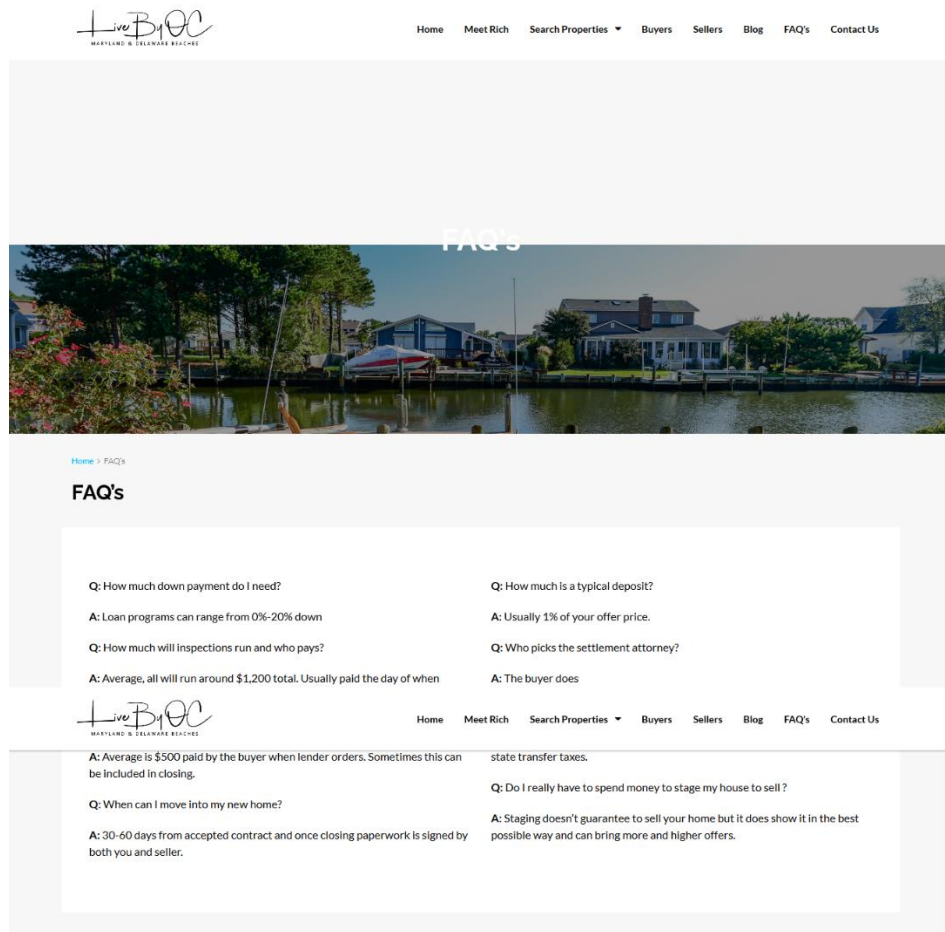 Live By OC
MARYLAND & DELAWARE BEACHES
Home Meet Rich Search Properties Buyers Sellers Blog FAQ's Contact Us
FAQ's
Home > FAQ's
FAQ's
Q: How much down payment do I need?
A: Loan programs can range from 0%-20% down
Q: How much will inspections run and who pays?
A: Average, all will run around $1,200 total. Usually paid the day of when
Q: How much is a typical deposit?
A: Usually 1% of your offer price.
Q: Who picks the settlement attorney?
A: The buyer does
Live By OC
MARYLAND & DELAWARE BEACHES
Home Meet Rich Search Properties Buyers Sellers Blog FAQ's Contact Us
A: Average is $500 paid by the buyer when lender orders. Sometimes this can
be included in closing.
Q: When can I move into my new home?
A: 30-60 days from accepted contract and once closing paperwork is signed by
both you and seller.
state transfer taxes.
Q: Do I really have to spend money to stage my house to sell ?
A: Staging doesn't guarantee to sell your home but it does show it in the best
possible way and can bring more and higher offers.